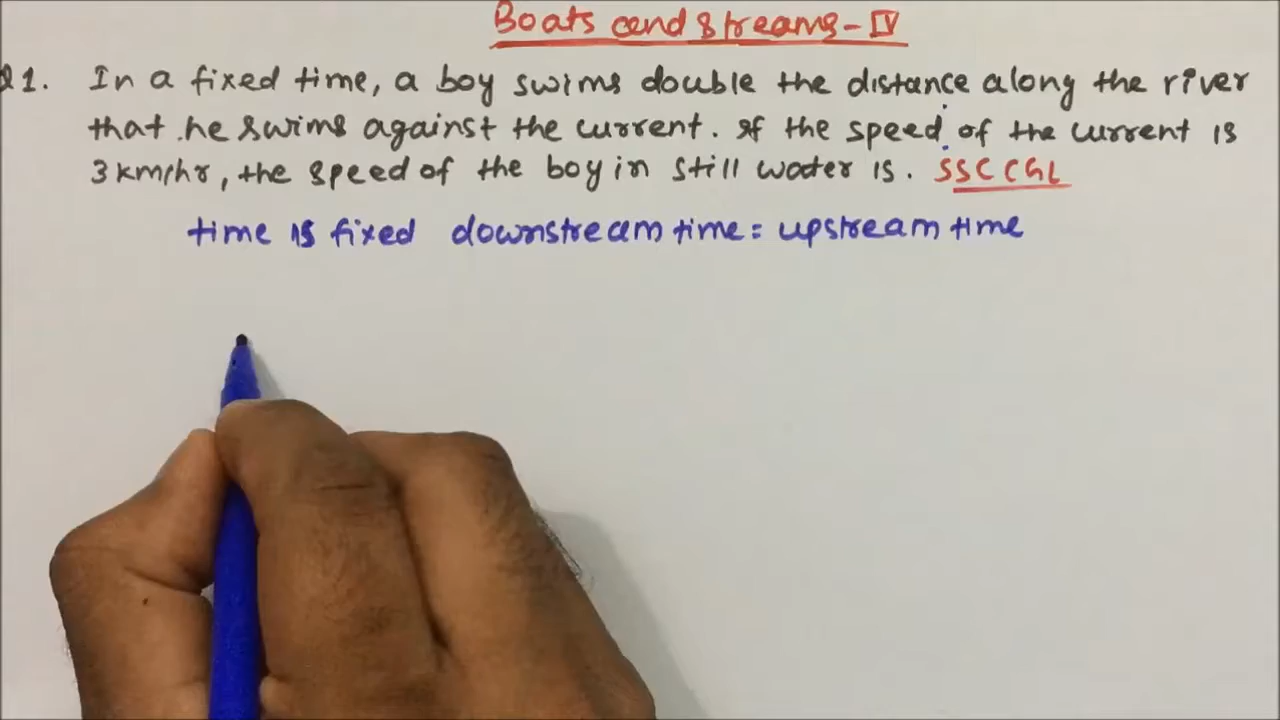 Boats and streams-IV
Q1. In a fixed time, a boy swims double the distance along the river
that he swims against the current. If the speed of the current is
3 km/hr, the speed of the boy in still water is. SSC CGL
time is fixed downstream time = upstream time